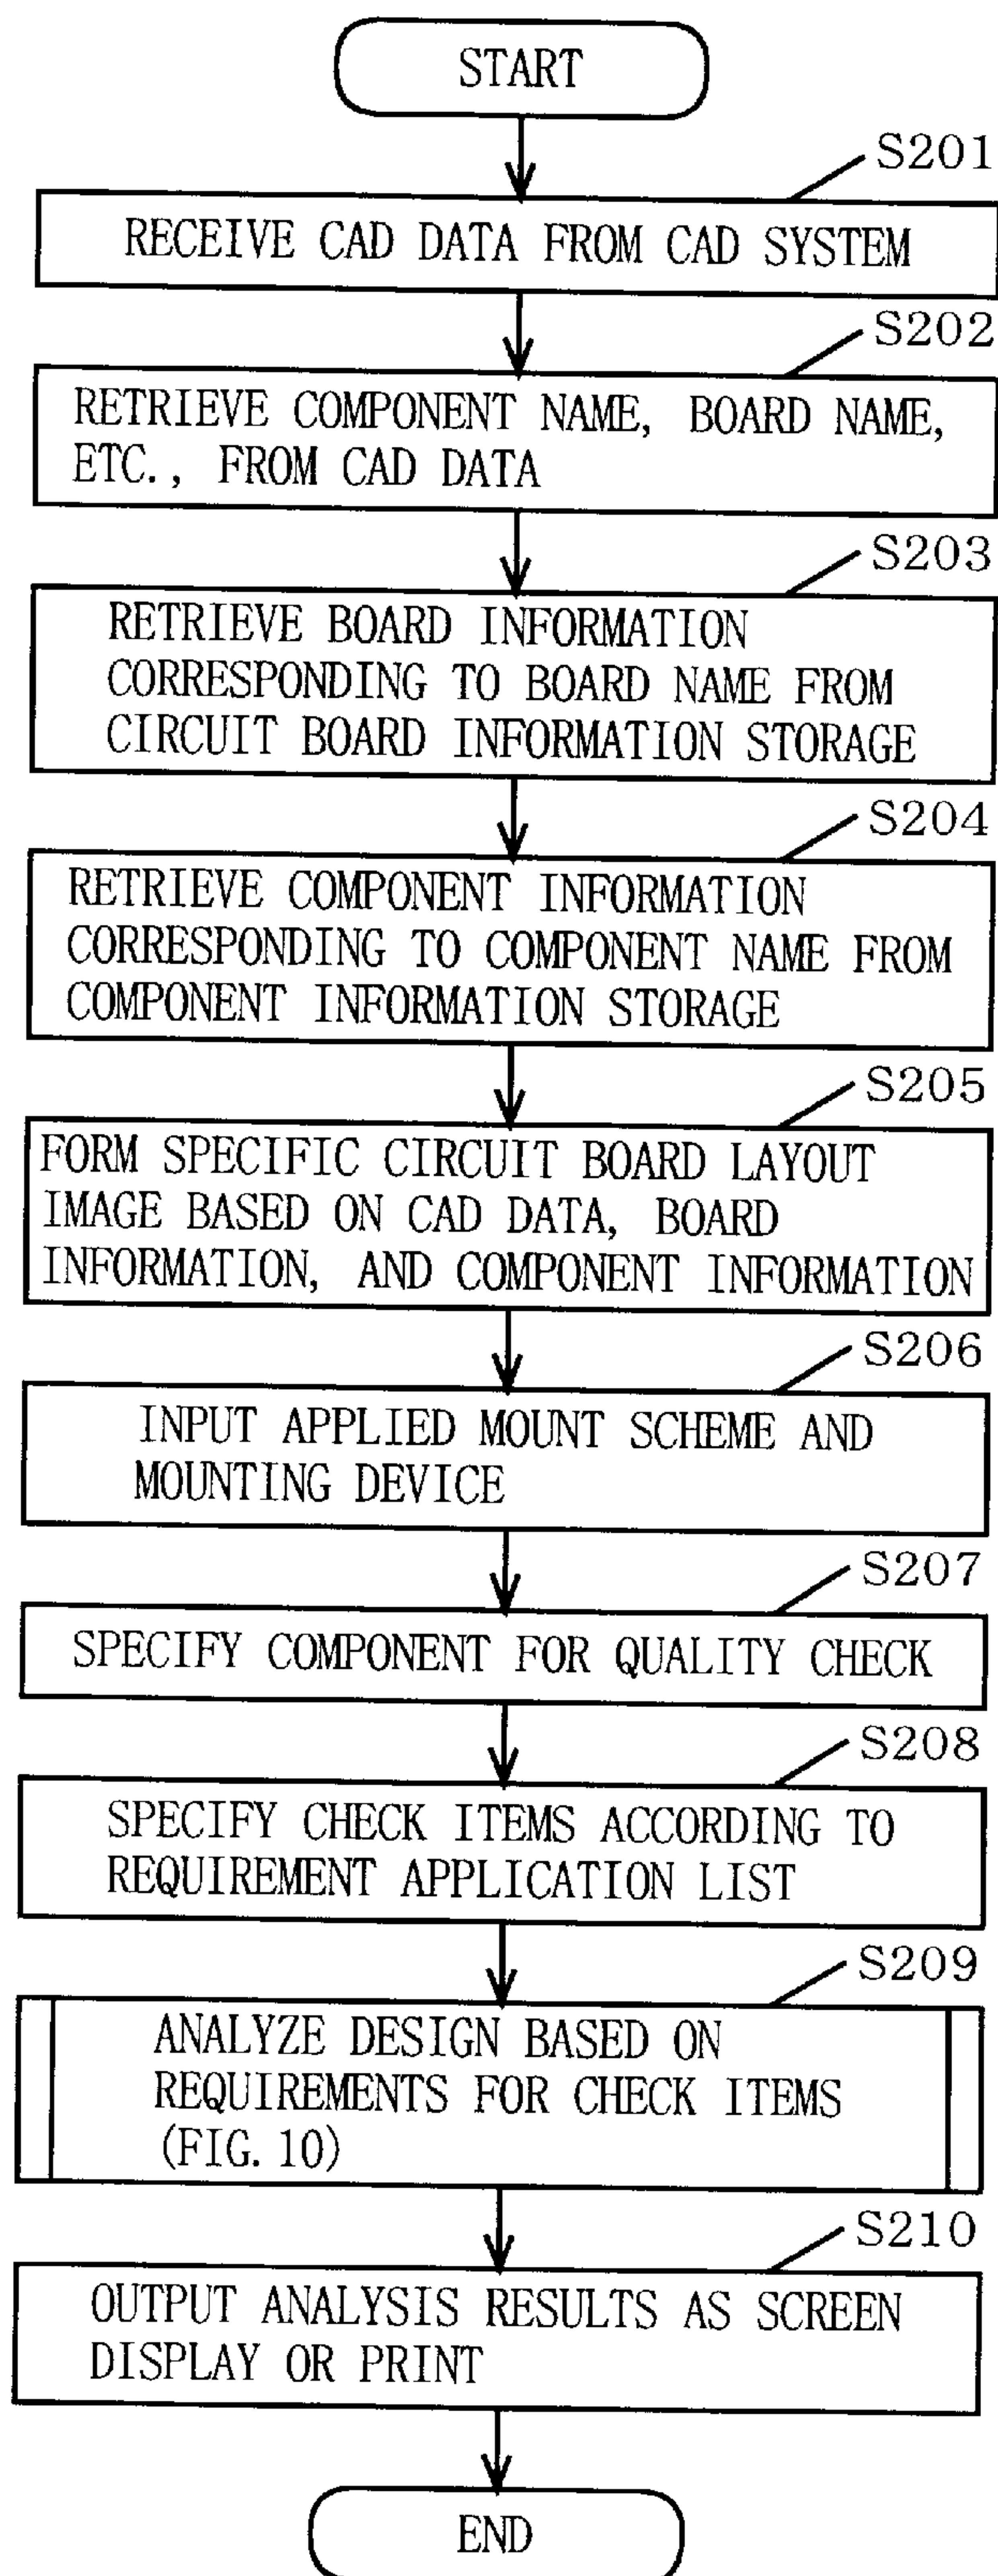 START
S201
RECEIVE CAD DATA FROM CAD SYSTEM
S202
RETRIEVE COMPONENT NAME, BOARD NAME,
ETC., FROM CAD DATA
S203
RETRIEVE BOARD INFORMATION
CORRESPONDING TO BOARD NAME FROM
CIRCUIT BOARD INFORMATION STORAGE
S204
RETRIEVE COMPONENT INFORMATION
CORRESPONDING TO COMPONENT NAME FROM
COMPONENT INFORMATION STORAGE
S205
FORM SPECIFIC CIRCUIT BOARD LAYOUT
IMAGE BASED ON CAD DATA, BOARD
INFORMATION, AND COMPONENT INFORMATION
S206
INPUT APPLIED MOUNT SCHEME AND
MOUNTING DEVICE
S207
SPECIFY COMPONENT FOR QUALITY CHECK
S208
SPECIFY CHECK ITEMS ACCORDING TO
REQUIREMENT APPLICATION LIST
S209
ANALYZE DESIGN BASED ON
REQUIREMENTS FOR CHECK ITEMS
(FIG. 10)
S210
OUTPUT ANALYSIS RESULTS AS SCREEN
DISPLAY OR PRINT
END